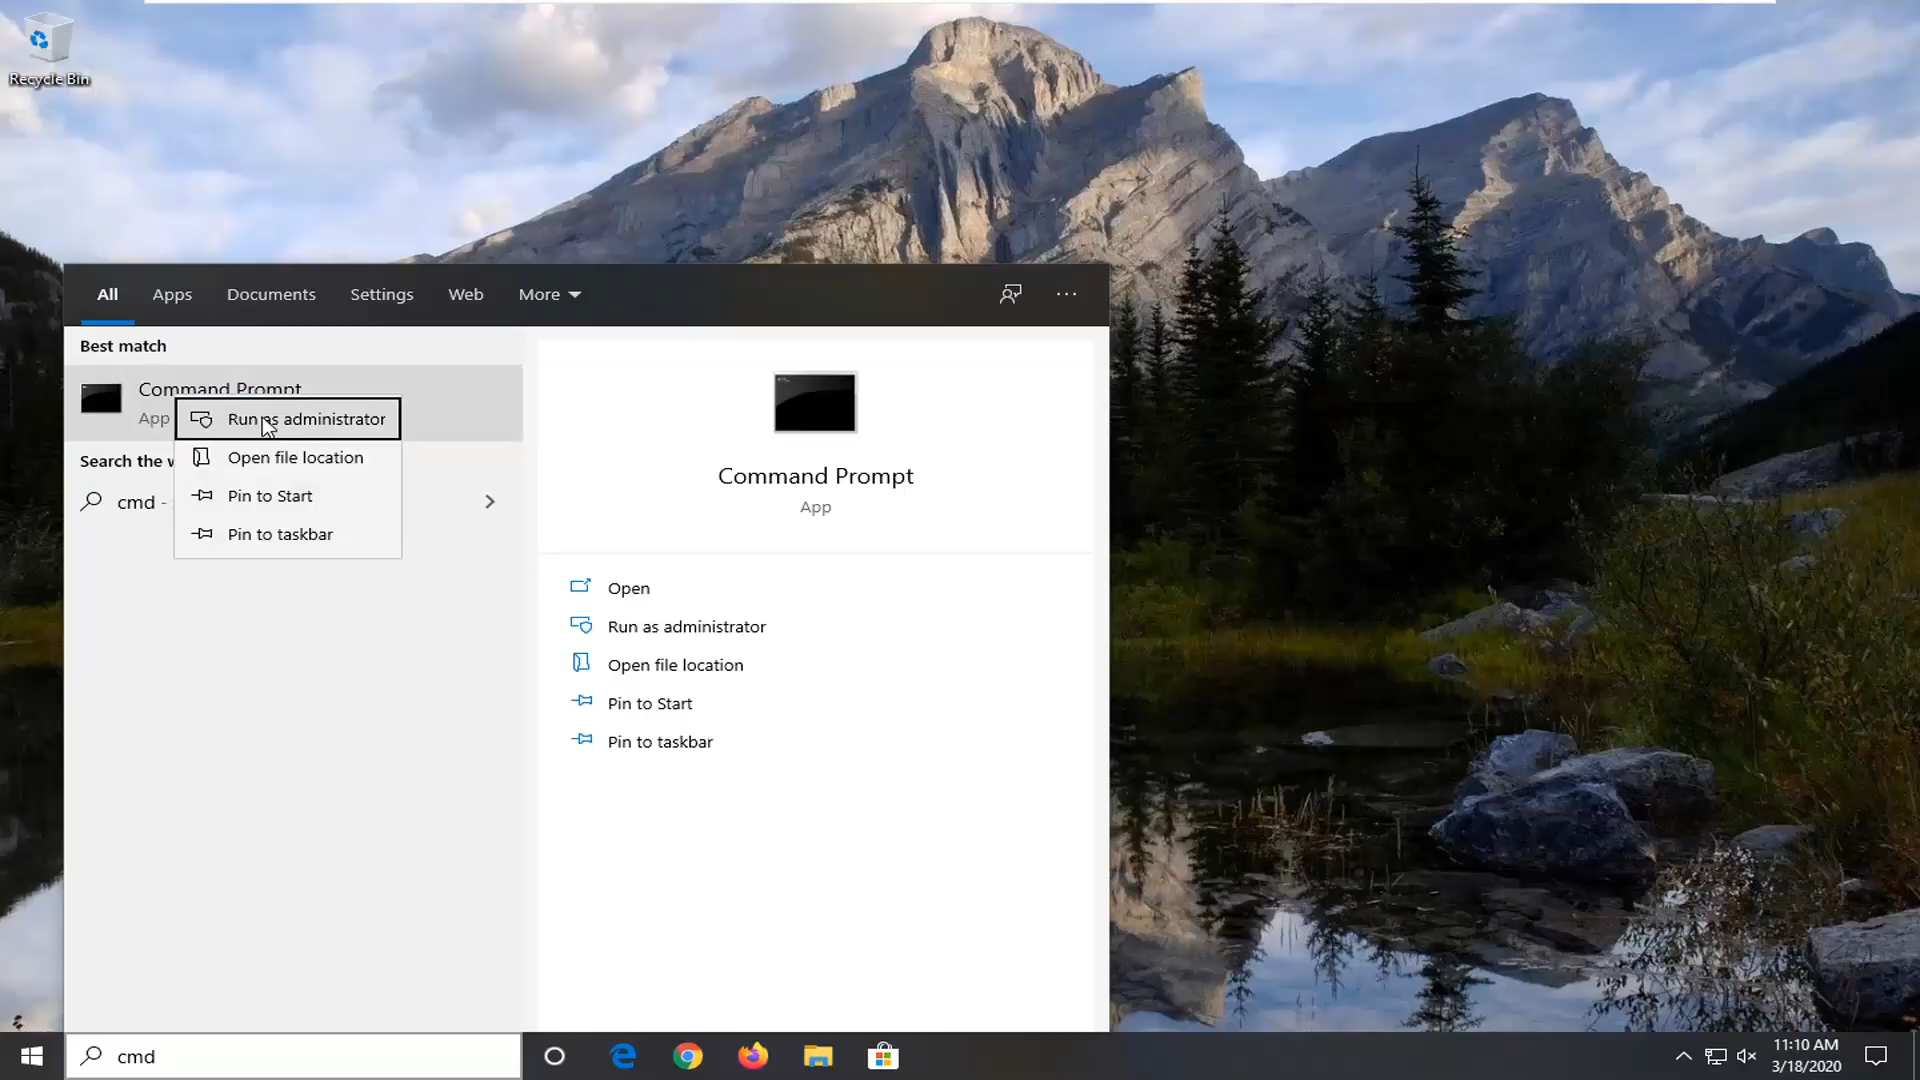 Recycle Bin
All Apps Documents Settings Web More
Best match
Command Prompt
App
Run as administrator
Open file location
Pin to Start
Pin to taskbar
Search the
cmd -
Command Prompt
App
Open
Run as administrator
Open file location
Pin to Start
Pin to taskbar
cmd
11:10 AM
3/18/2020